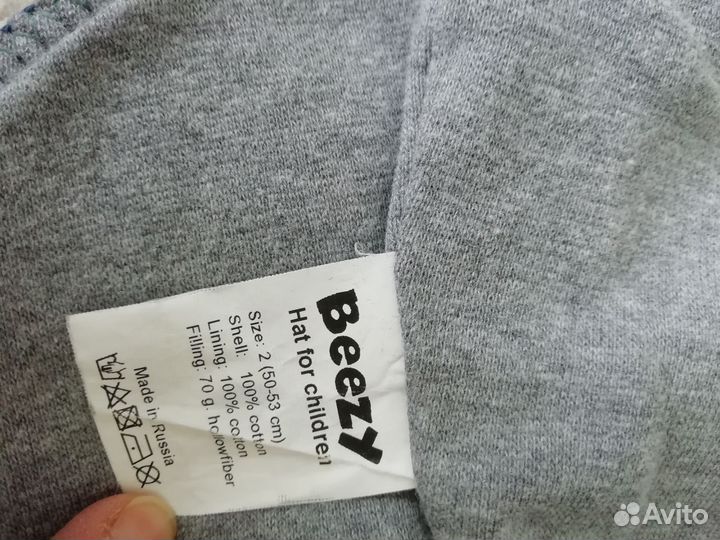 Beezy
Hat for children
Size: 2 (50-53 cm)
Shell: 100% cotton
Lining: 100% cotton
Filling: 70 g. hollowfiber
Made in Russia
Avito